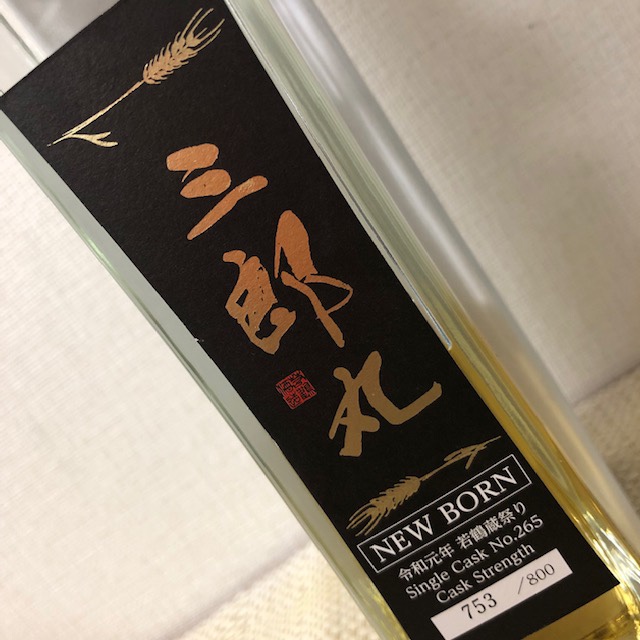 三郎丸
NEW BORN
令和元年 若鶴蔵祭り
Single Cask No.265
Cask Strength
753 /800